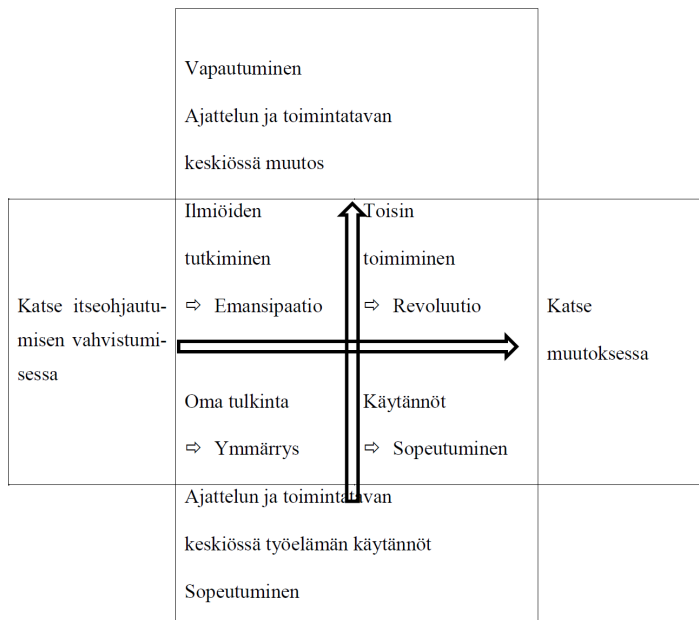 Vapautuminen
Ajattelun ja toimintatavan
keskiössä muutos
Ilmiöiden
tutkiminen
⇨ Emansipaatio
Toisin
toimiminen
⇨ Revoluutio
Katse itseohjautu-
misen vahvistumi-
sessa
Katse
muutoksessa
Oma tulkinta
⇨ Ymmärrys
Käytännöt
⇨ Sopeutuminen
Ajattelun ja toimintatavan
keskiössä työelämän käytännöt
Sopeutuminen